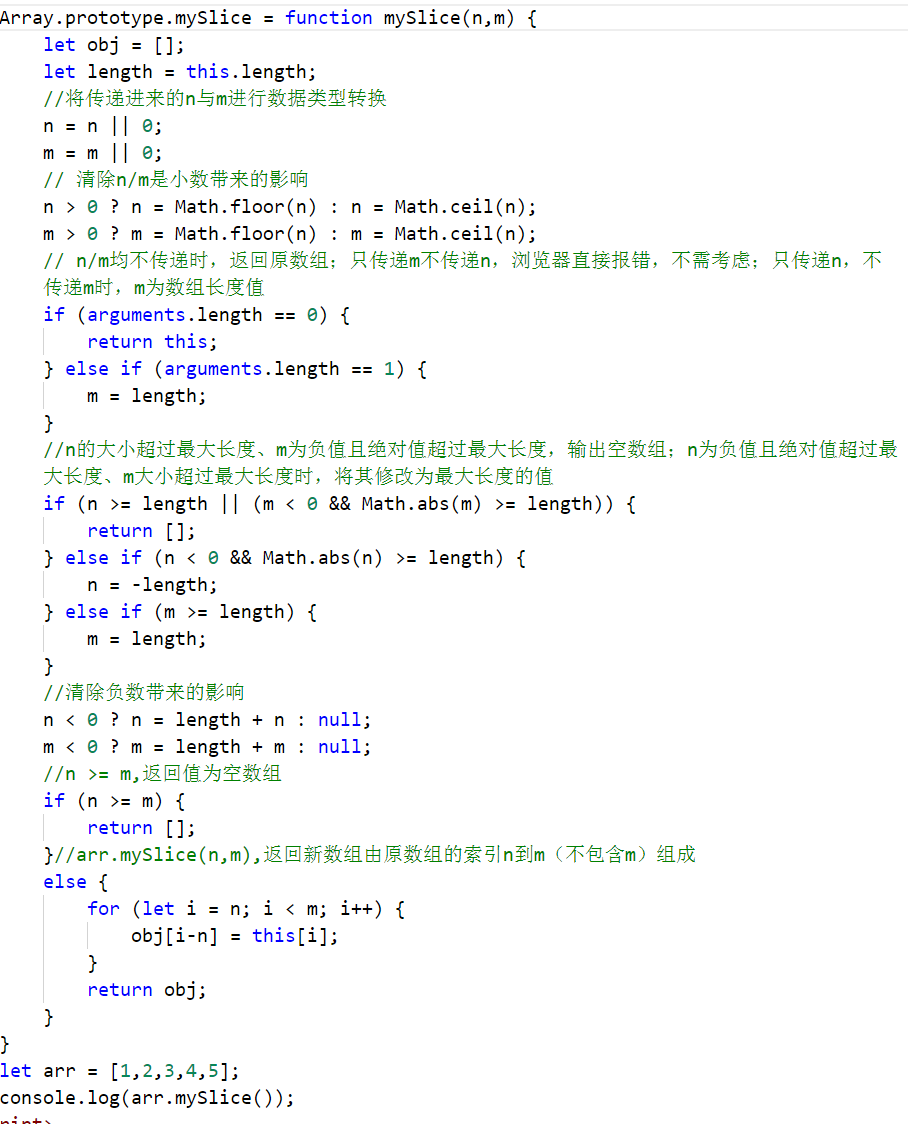 Array.prototype.mySlice = function mySlice(n,m) {
    let obj = [];
    let length = this.length;
    //将传递进来的n与m进行数据类型转换
    n = n || 0;
    m = m || 0;
    // 清除n/m是小数带来的影响
    n > 0 ? n = Math.floor(n) : n = Math.ceil(n);
    m > 0 ? m = Math.floor(m) : m = Math.ceil(m);
    // n/m均不传递时，返回原数组；只传递m不传递n，浏览器直接报错，不需考虑；只传递n，不
    传递m时，m为数组长度值
    if (arguments.length == 0) {
        return this;
    } else if (arguments.length == 1) {
        m = length;
    }
    //n的大小超过最大长度、m为负值且绝对值超过最大长度，输出空数组；n为负值且绝对值超过最
    大长度、m大小超过最大长度时，将其修改为最大长度的值
    if (n >= length || (m < 0 && Math.abs(m) >= length)) {
        return [];
    } else if (n < 0 && Math.abs(n) >= length) {
        n = -length;
    } else if (m >= length) {
        m = length;
    }
    //清除负数带来的影响
    n < 0 ? n = length + n : null;
    m < 0 ? m = length + m : null;
    //n >= m,返回值为空数组
    if (n >= m) {
        return [];
    }//arr.mySlice(n,m),返回新数组由原数组的索引n到m（不包含m）组成
    else {
        for (let i = n; i < m; i++) {
            obj[i-n] = this[i];
        }
        return obj;
    }
}
let arr = [1,2,3,4,5];
console.log(arr.mySlice());